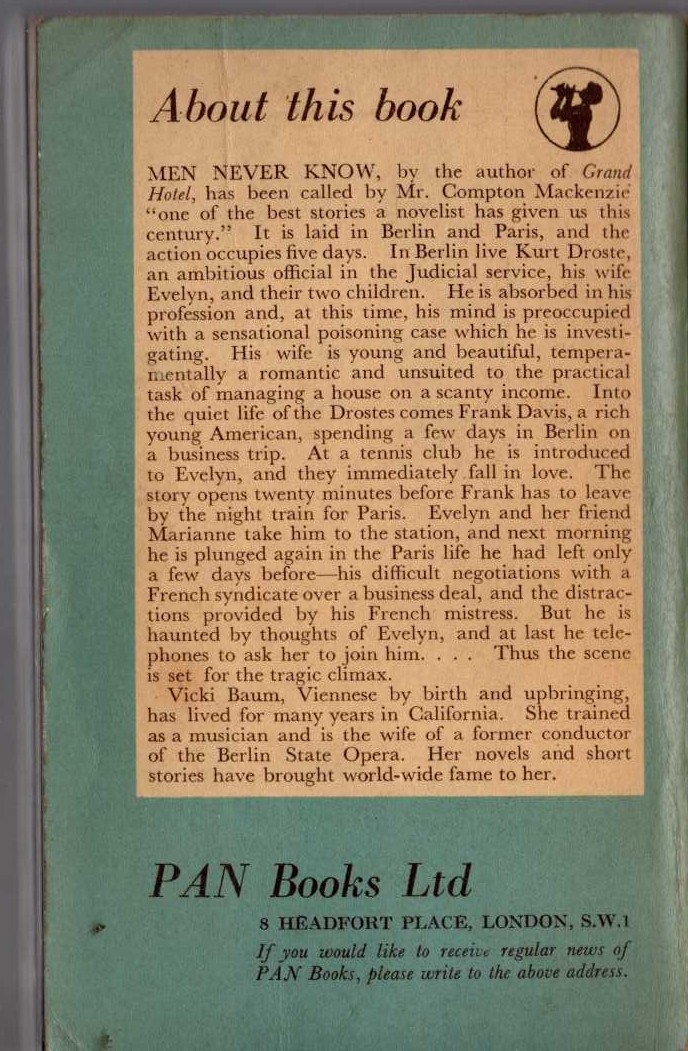 About this book
MEN NEVER KNOW, by the author of Grand
Hotel, has been called by Mr. Compton Mackenzie
“one of the best stories a novelist has given us this
century.” It is laid in Berlin and Paris, and the
action occupies five days. In Berlin live Kurt Droste,
an ambitious official in the Judicial service, his wife
Evelyn, and their two children. He is absorbed in his
profession and, at this time, his mind is preoccupied
with a sensational poisoning case which he is investi-
gating. His wife is young and beautiful, tempera-
mentally a romantic and unsuited to the practical
task of managing a house on a scanty income. Into
the quiet life of the Drostes comes Frank Davis, a rich
young American, spending a few days in Berlin on
a business trip. At a tennis club he is introduced
to Evelyn, and they immediately fall in love. The
story opens twenty minutes before Frank has to leave
by the night train for Paris. Evelyn and her friend
Marianne take him to the station, and next morning
he is plunged again in the Paris life he had left only
a few days before—his difficult negotiations with a
French syndicate over a business deal, and the distrac-
tions provided by his French mistress. But he is
haunted by thoughts of Evelyn, and at last he tele-
phones to ask her to join him. . . . Thus the scene
is set for the tragic climax.
Vicki Baum, Viennese by birth and upbringing,
has lived for many years in California. She trained
as a musician and is the wife of a former conductor
of the Berlin State Opera. Her novels and short
stories have brought world-wide fame to her.
PAN Books Ltd
8 HEADFORT PLACE, LONDON, S.W.1
If you would like to receive regular news of
PAN Books, please write to the above address.